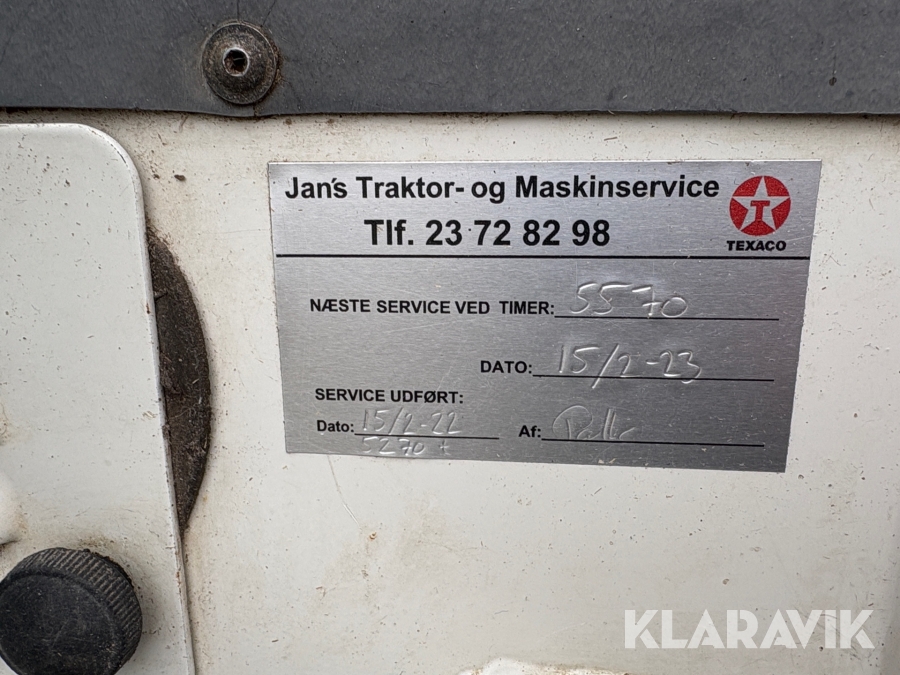 Jan's Traktor- og Maskinservice
Tlf. 23 72 82 98
T
TEXACO
NÆSTE SERVICE VED TIMER: 5570
DATO: 15/2-23
SERVICE UDFØRT:
Dato: 15/2-22 Af:
5270 t
KLARAVIK